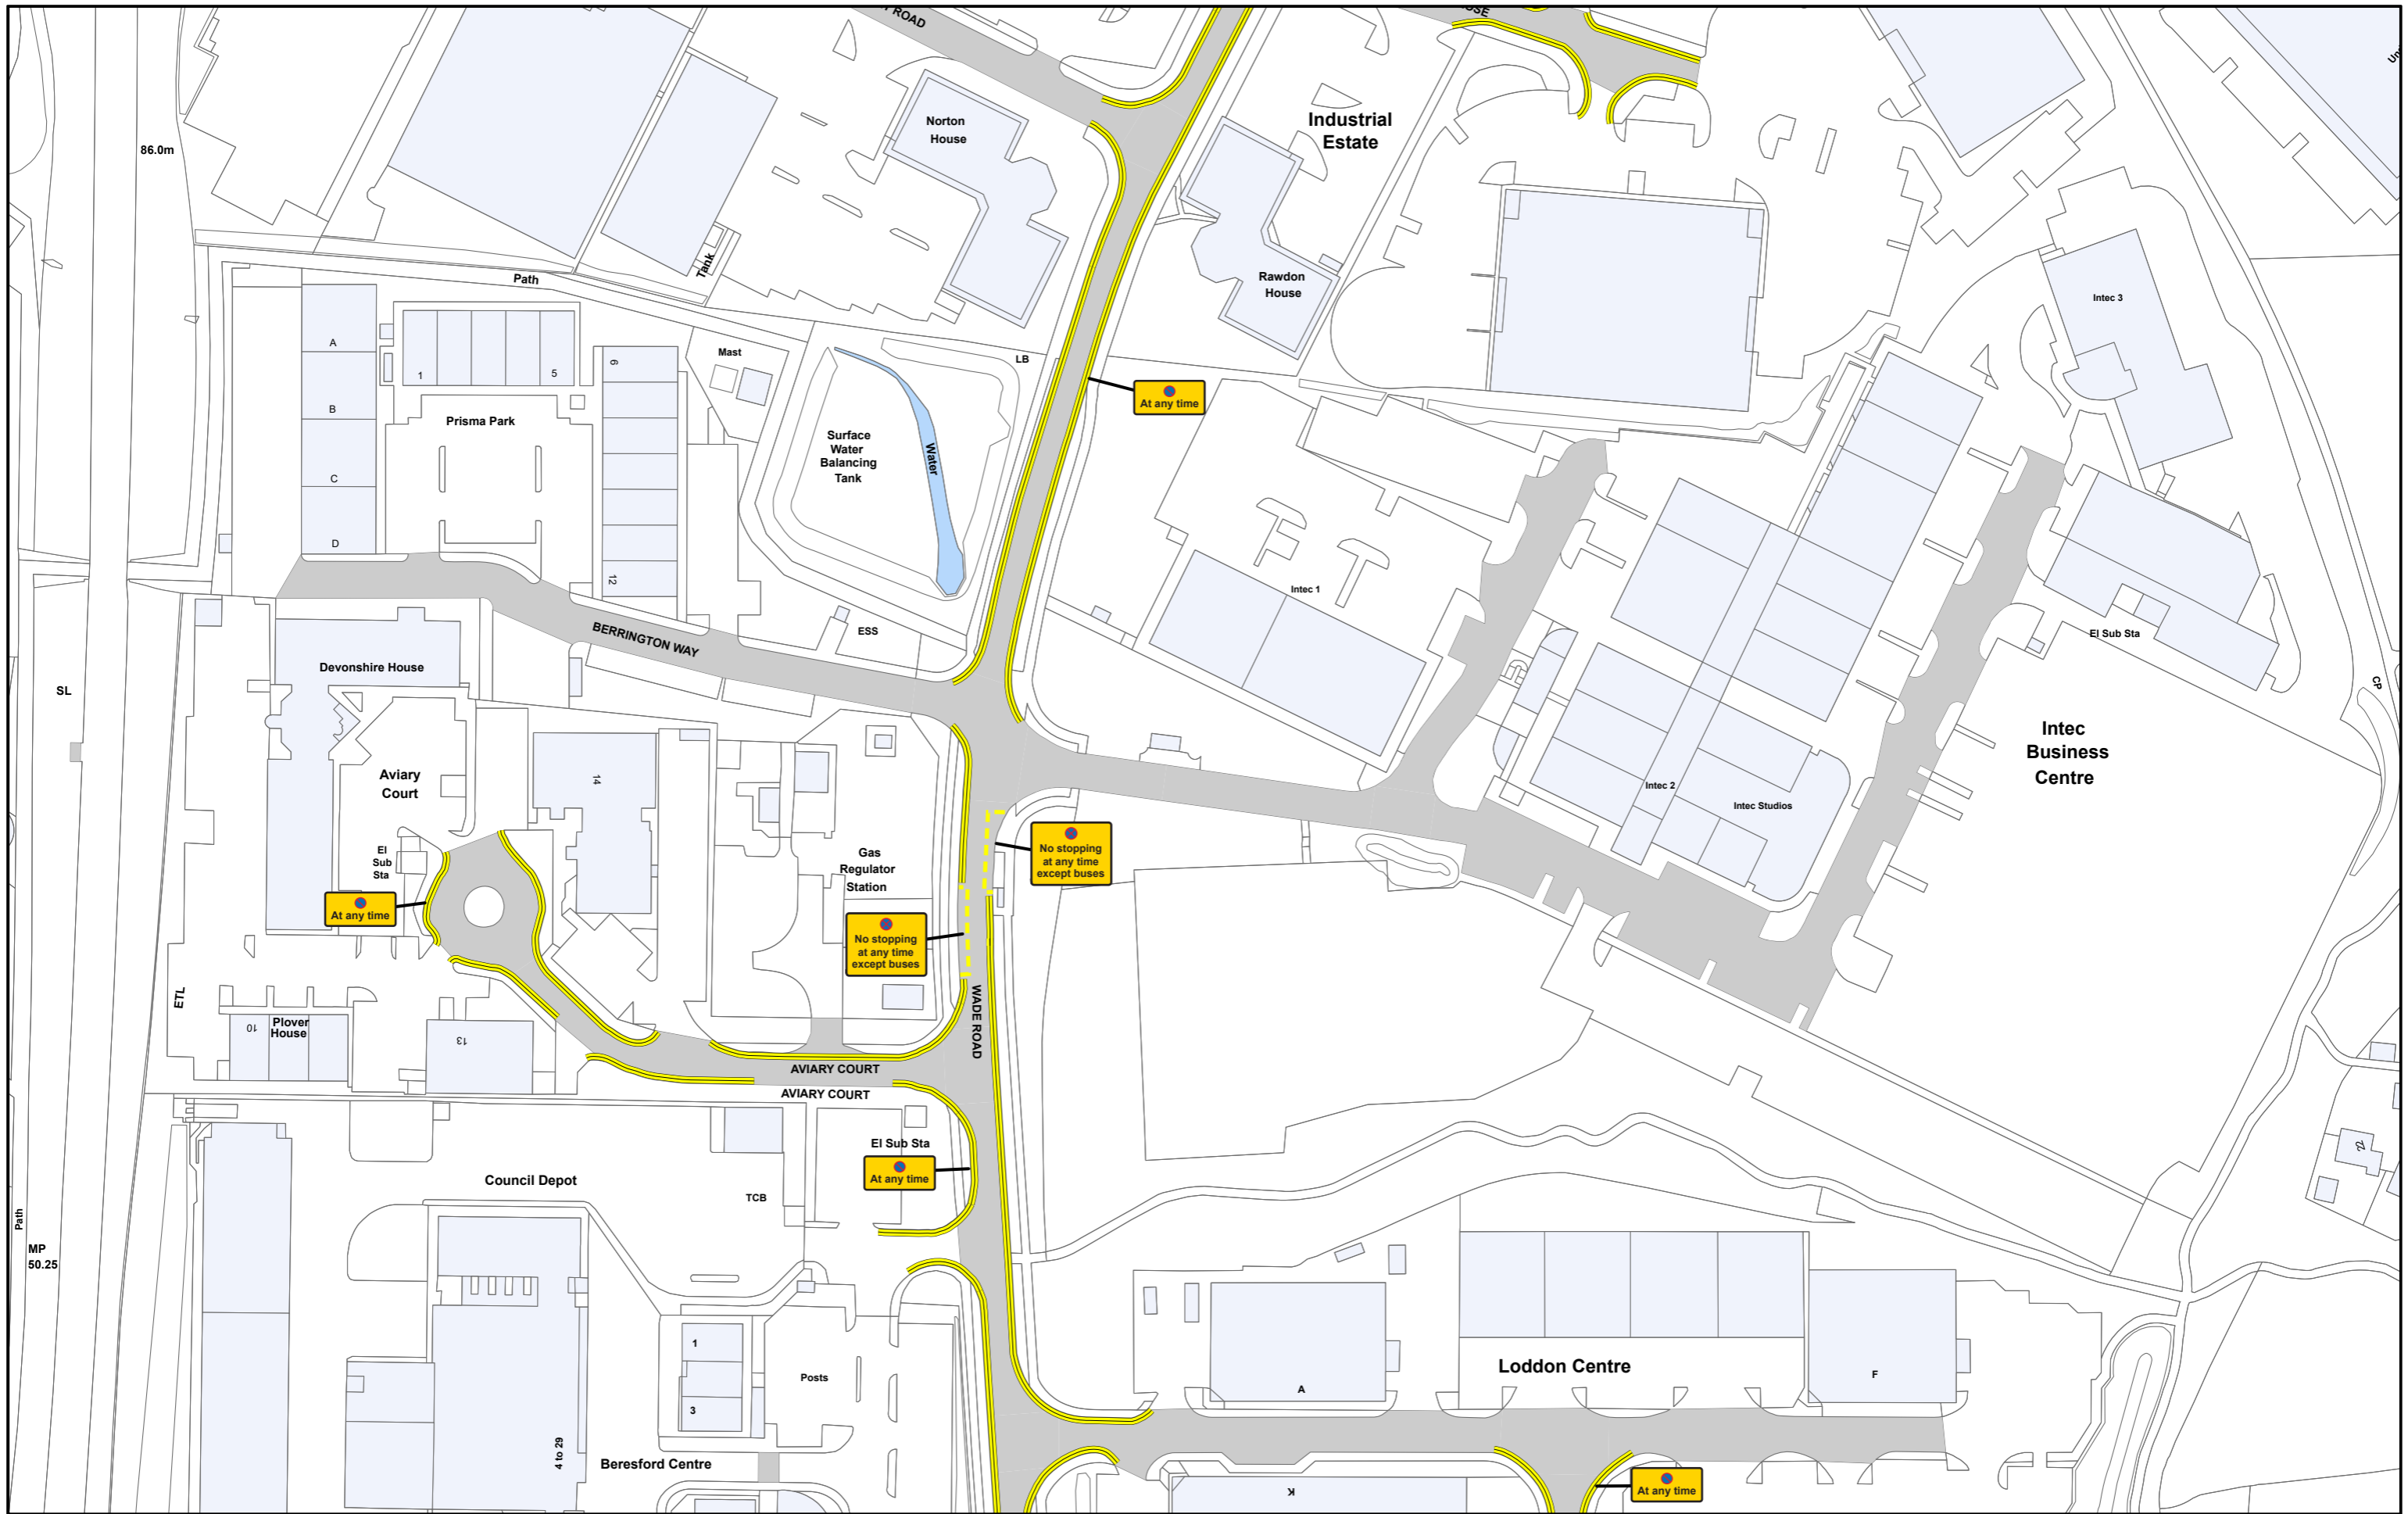 ROAD
86.0m
Norton
House
Industrial
Estate
Tank
Path
Rawdon
House
Intec 3
A
1
5
6
Mast
LB
At any time
B
Prisma Park
Surface
Water
Balancing
Tank
Water
C
D
12
Intec 1
BERRINGTON WAY
ESS
El Sub Sta
Devonshire House
SL
CP
Intec
Business
Centre
Aviary
Court
14
Intec 2
Intec Studios
El
Sub
Sta
Gas
Regulator
Station
No stopping
at any time
except buses
At any time
No stopping
at any time
except buses
ETL
WADE ROAD
Plover
House
10
13
AVIARY COURT
AVIARY COURT
El Sub Sta
At any time
22
Council Depot
TCB
Path
MP
50.25
1
Posts
3
Loddon Centre
A
F
4 to 29
Beresford Centre
K
At any time